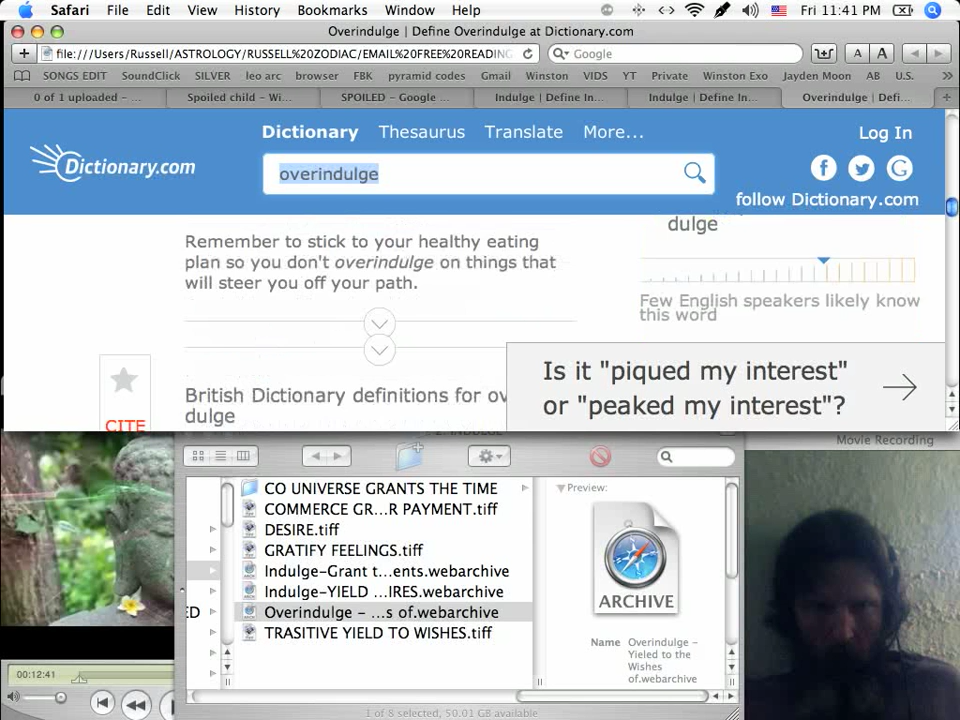 Safari File Edit View History Bookmarks Window Help Fri 11:41 PM
Overindulge | Define Overindulge at Dictionary.com
file:///Users/Russell/ASTROLOGY/RUSSELL%20ZODIAC/EMAIL%20FREE%20READING Google A A
SONGS EDIT SoundClick SILVER leo arc browser FBK pyramid codes Gmail Winston VIDS YT Private Winston Exo Jayden Moon AB U.S.
0 of 1 uploaded – ... Spoiled child – Wi... SPOILED – Google ... Indulge | Define In... Indulge | Define In... Overindulge | Defi...
Dictionary Thesaurus Translate More... Log In
Dictionary.com
overindulge
follow Dictionary.com
dulge
Remember to stick to your healthy eating
plan so you don't overindulge on things that
will steer you off your path.
Few English speakers likely know
this word
British Dictionary definitions for ov
dulge
CITE
Is it "piqued my interest"
or "peaked my interest"?
Movie Recording
CO UNIVERSE GRANTS THE TIME
COMMERCE GR...R PAYMENT.tiff
DESIRE.tiff
GRATIFY FEELINGS.tiff
Indulge-Grant t...ents.webarchive
Indulge-YIELD ...IRES.webarchive
ED Overindulge – ...s of.webarchive
TRASITIVE YIELD TO WISHES.tiff
Preview:
ARCHIVE
Name Overindulge –
Yieled to the
Wishes
of.webarchive
00:12:41
1 of 8 selected, 50.01 GB available